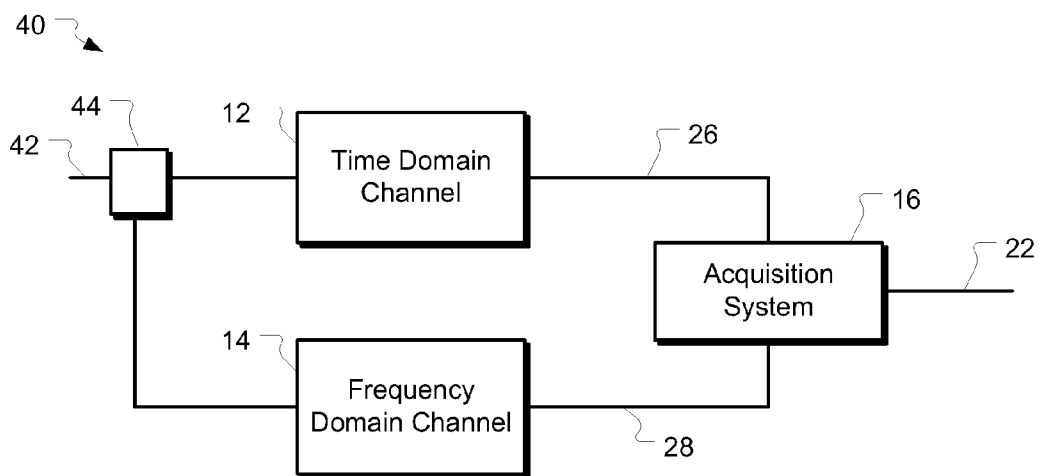 40
44
42
12
Time Domain
Channel
26
16
Acquisition
System
22
14
Frequency
Domain Channel
28